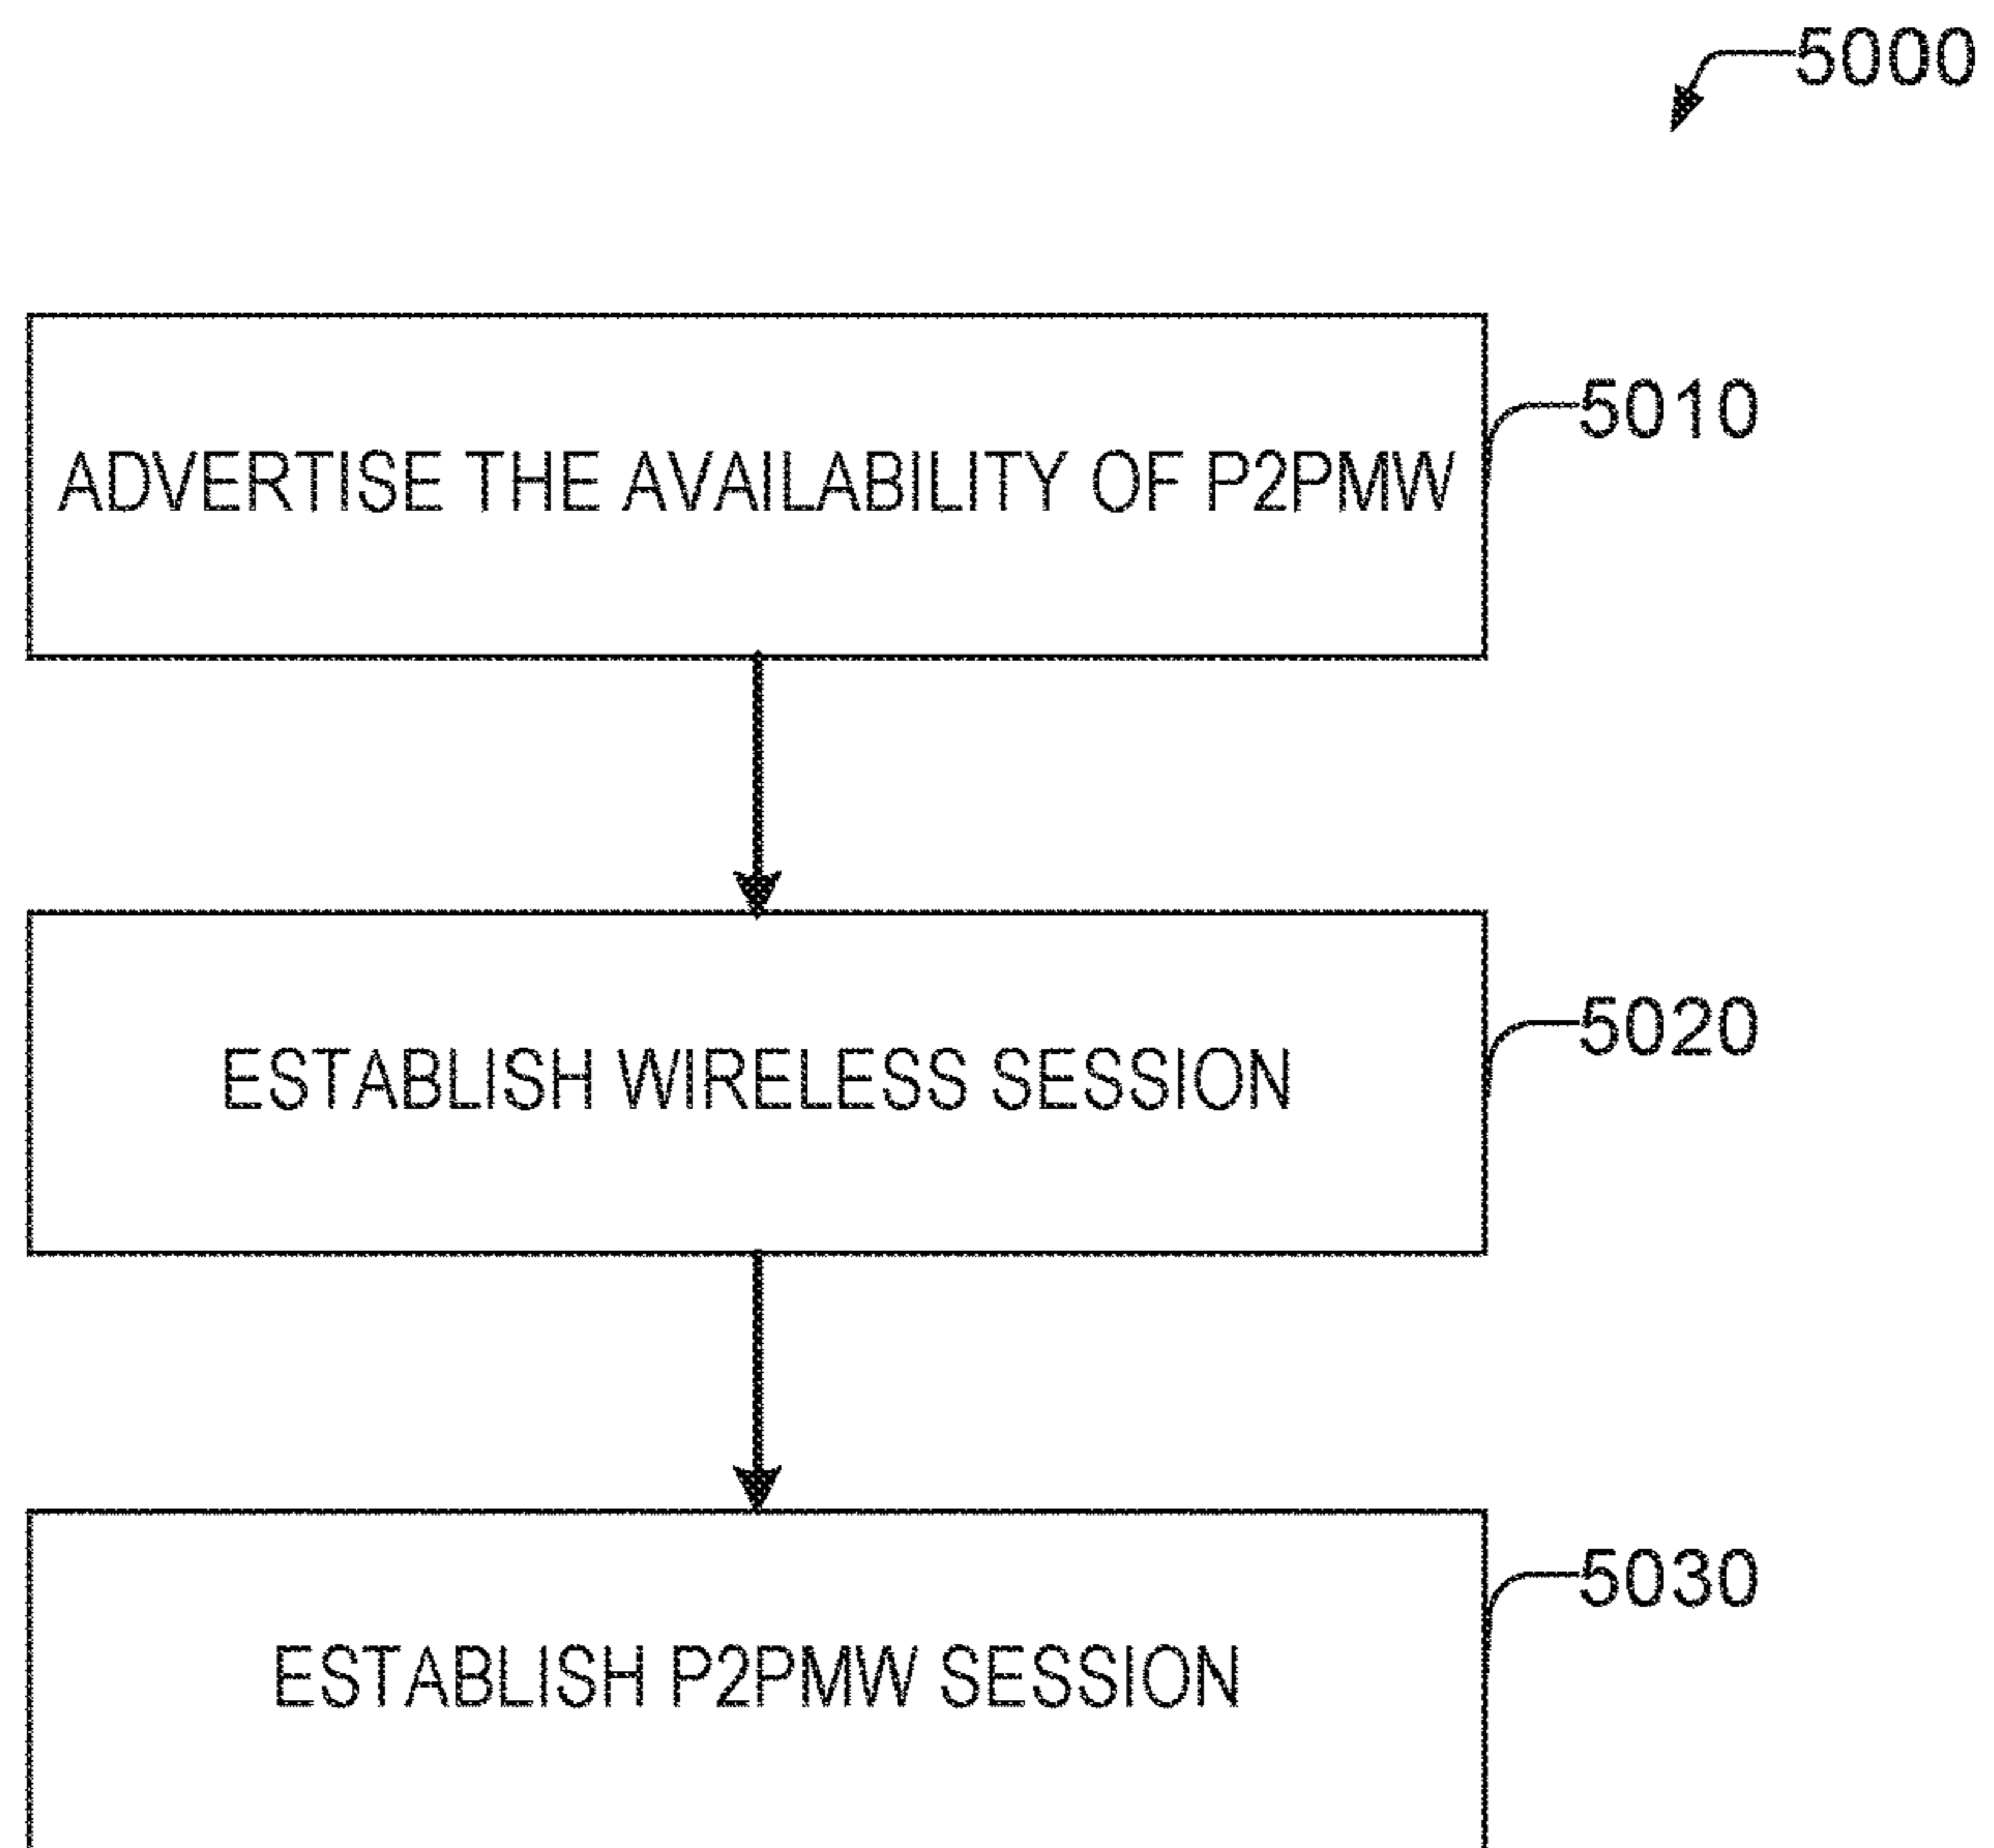 5000
5010
ADVERTISE THE AVAILABILITY OF P2PMW
5020
ESTABLISH WIRELESS SESSION
5030
ESTABLISH P2PMW SESSION